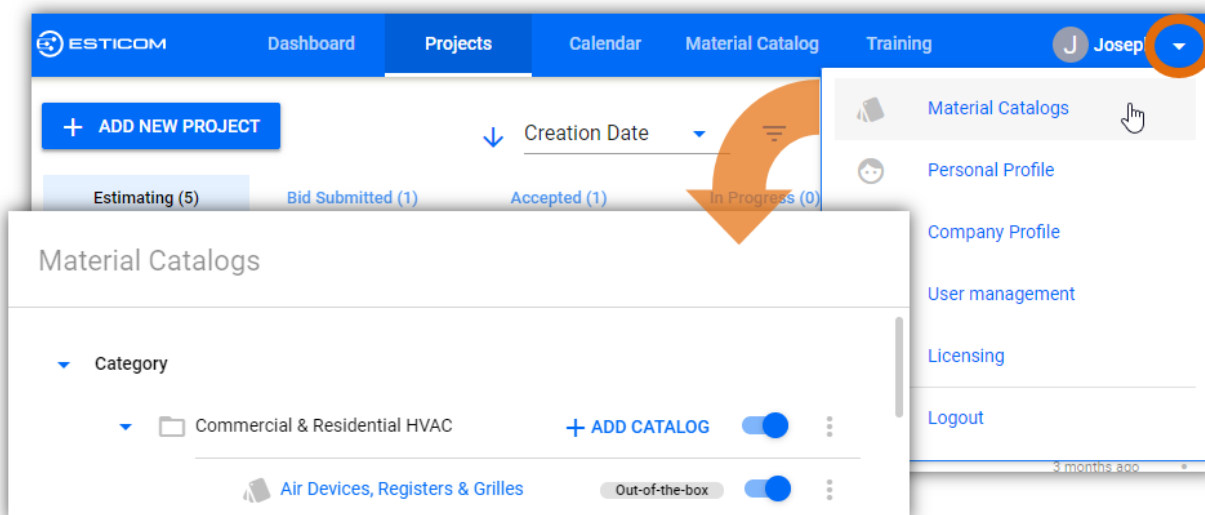 ESTICOM Dashboard Projects Calendar Material Catalog Training J Josep
+ ADD NEW PROJECT Creation Date
Estimating (5) Bid Submitted (1) Accepted (1) In Progress (0)
Material Catalogs
Personal Profile
Company Profile
User management
Licensing
Logout
3 months ago
Material Catalogs
Category
Commercial & Residential HVAC + ADD CATALOG
Air Devices, Registers & Grilles Out-of-the-box